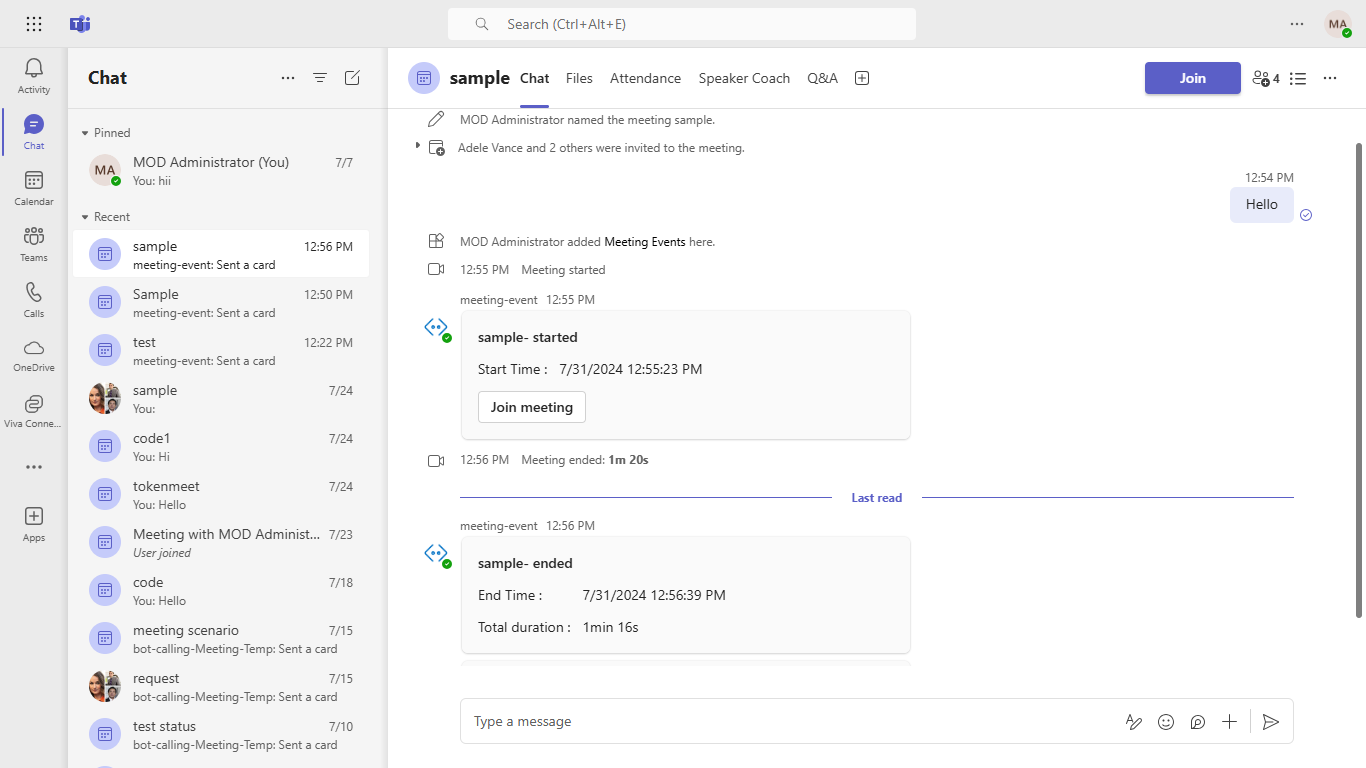 Search (Ctrl+Alt+E)
MA
Activity
Chat
Calendar
Teams
Calls
OneDrive
Viva Conne...
Apps
Chat
Pinned
MA
MOD Administrator (You)
7/7
You: hii
Recent
sample
12:56 PM
meeting-event: Sent a card
Sample
12:50 PM
meeting-event: Sent a card
test
12:22 PM
meeting-event: Sent a card
sample
7/24
You:
code1
7/24
You: Hi
tokenmeet
7/24
You: Hello
Meeting with MOD Administ...
7/23
User joined
code
7/18
You: Hello
meeting scenario
7/15
bot-calling-Meeting-Temp: Sent a card
request
7/15
bot-calling-Meeting-Temp: Sent a card
test status
7/10
bot-calling-Meeting-Temp: Sent a card
sample
Chat
Files
Attendance
Speaker Coach
Q&A
Join
4
MOD Administrator named the meeting sample.
Adele Vance and 2 others were invited to the meeting.
12:54 PM
Hello
MOD Administrator added Meeting Events here.
12:55 PM Meeting started
meeting-event 12:55 PM
sample- started
Start Time : 7/31/2024 12:55:23 PM
Join meeting
12:56 PM Meeting ended: 1m 20s
Last read
meeting-event 12:56 PM
sample- ended
End Time : 7/31/2024 12:56:39 PM
Total duration : 1min 16s
Type a message